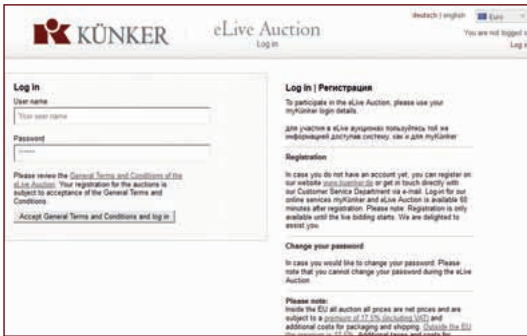 deutsch | english Euro
KÜNKER
eLive Auction
Log in
You are not logged
Log in
User name
Your user name
Password
Please review the General Terms and Conditions of the
eLive Auction. Your registration for the auctions is
subject to acceptance of the General Terms and
Conditions.
Accept General Terms and Conditions and log in
Log in | Регистрация
To participate in the eLive Auction, please use your
myKünker login details.
для участия в eLive аукционах пользуйтесь той же
информацией доступа в систему, как и для myKünker
Registration
In case you do not have an account yet, you can register on
our website www.kuenker.de or get in touch directly with
our Customer Service Department via e-mail. Log-in for our
online services myKünker and eLive Auction is available 60
minutes after registration. Please note: Registration is only
available until the live bidding starts. We are delighted to
assist you.
Change your password
In case you would like to change your password. Please
note that you cannot change your password during the eLive
Auction
Please note:
Inside the EU all auction all prices are net prices and are
subject to a premium of 17.5% (including VAT) and
additional costs for packaging and shipping. Outside the EU